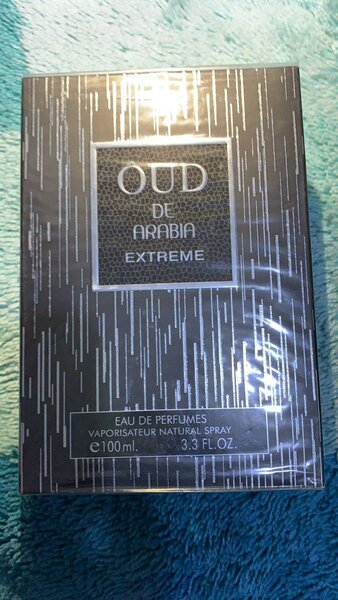 OUD
DE
ARABIA
EXTREME
EAU DE PERFUMES
VAPORISATEUR NATURAL SPRAY
℮100ml. 3.3 FL.OZ.